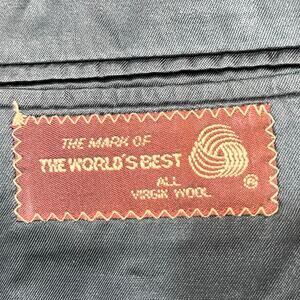 THE MARK OF
THE WORLD'S BEST
ALL
VIRGIN WOOL
®